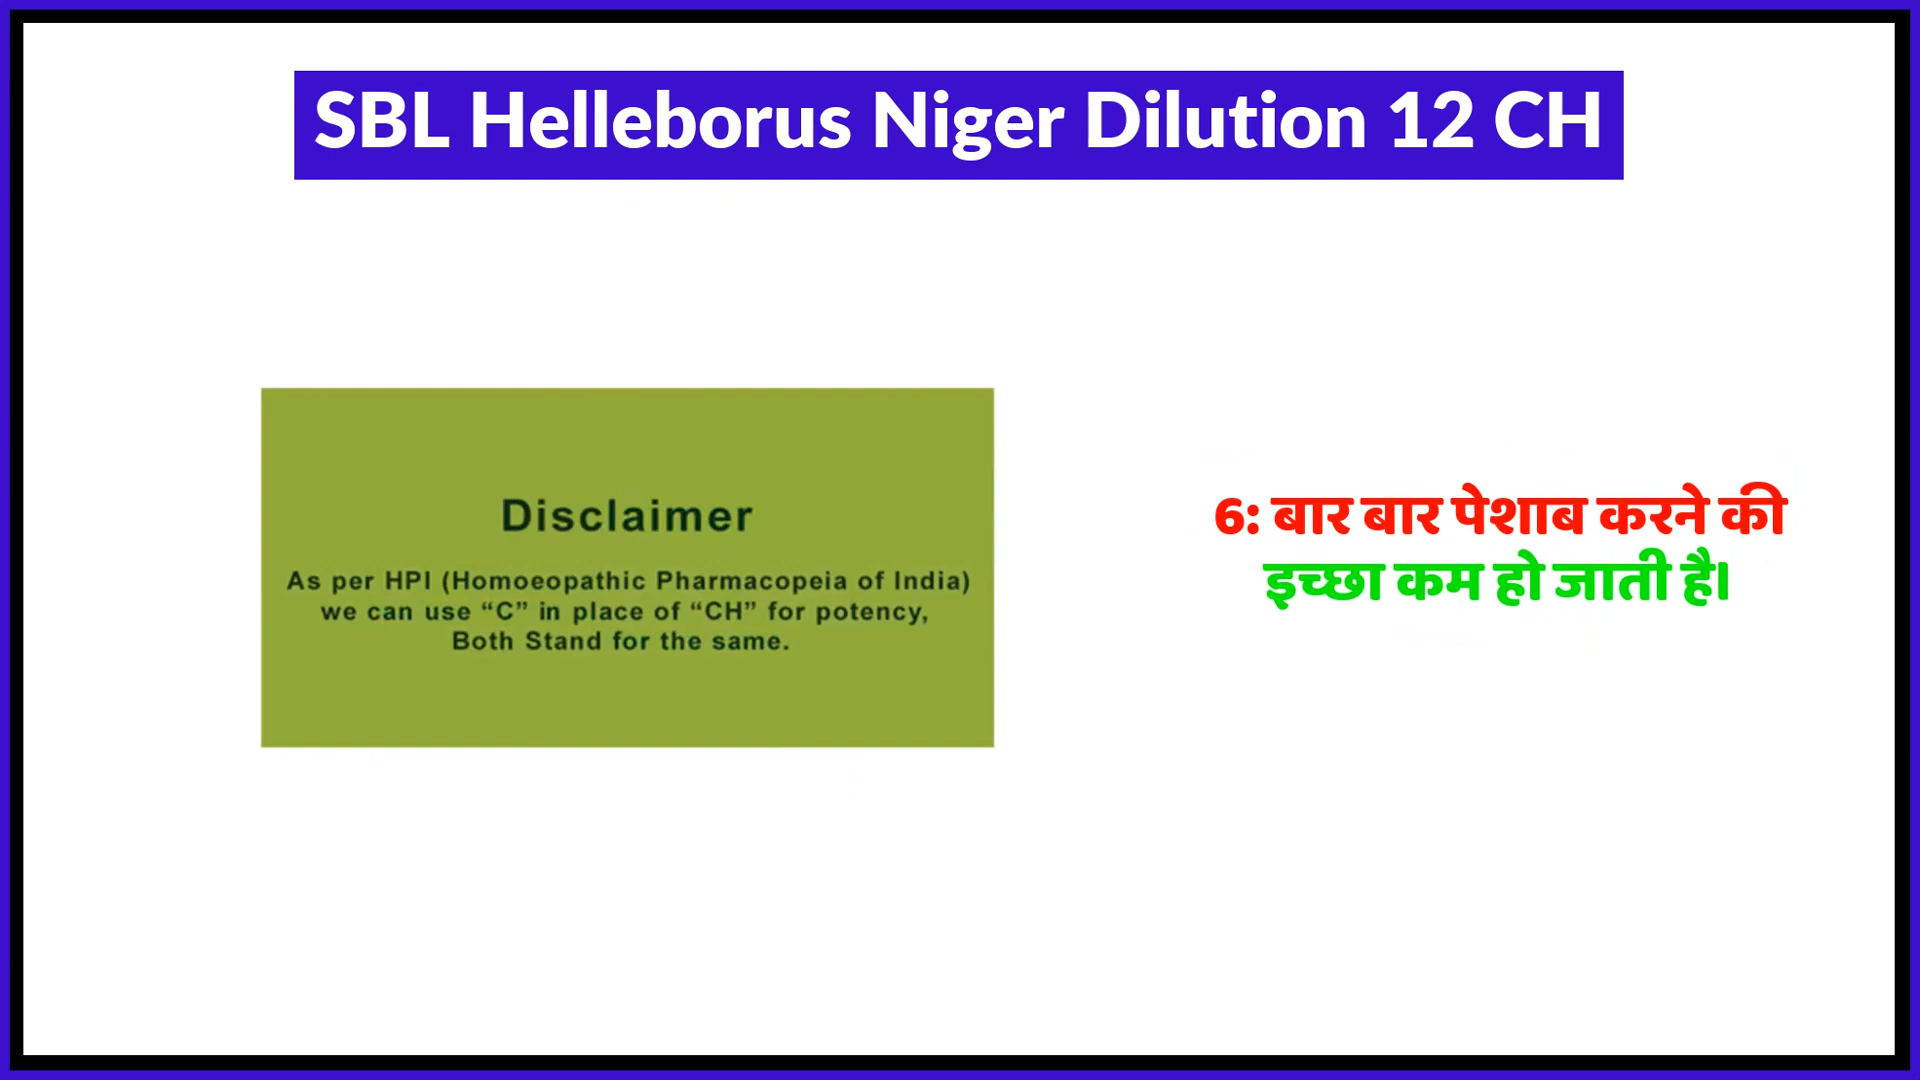 SBL Helleborus Niger Dilution 12 CH
Disclaimer
As per HPI (Homoeopathic Pharmacopeia of India)
we can use “C” in place of “CH” for potency,
Both Stand for the same.
6: बार बार पेशाब करने की
इच्छा कम हो जाती है।